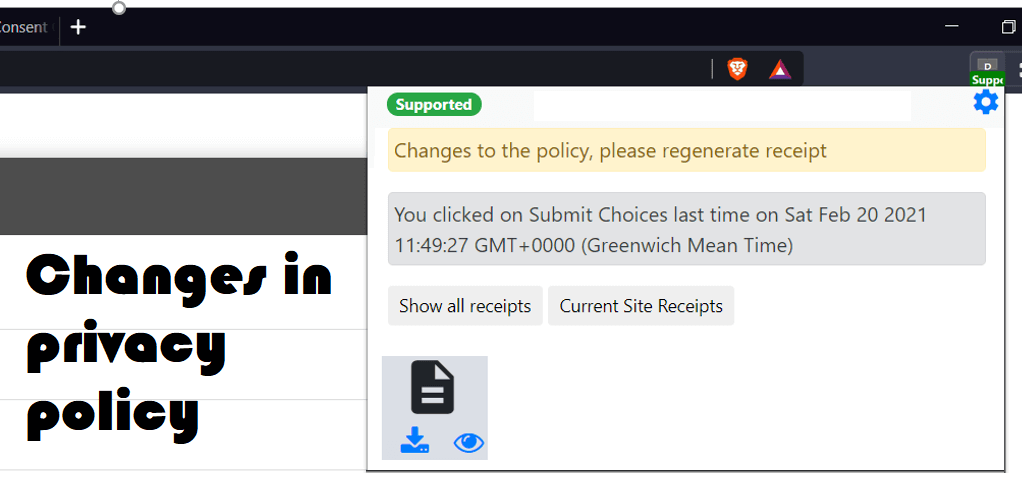 onsent
Supported
Changes to the policy, please regenerate receipt
You clicked on Submit Choices last time on Sat Feb 20 2021
11:49:27 GMT+0000 (Greenwich Mean Time)
Show all receipts Current Site Receipts
Changes in
privacy
policy
P
Suppo